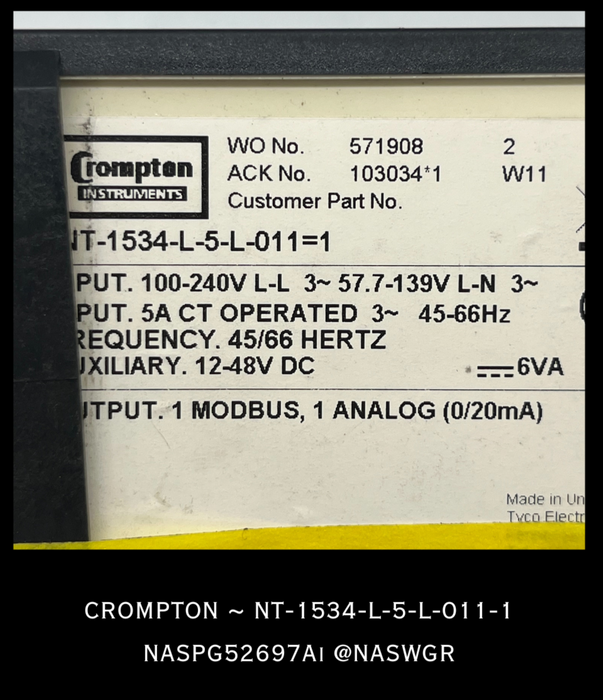 WO No. 571908 2
Crompton
INSTRUMENTS
ACK No. 103034*1 W11
Customer Part No.
NT-1534-L-5-L-011=1
PUT. 100-240V L-L 3~ 57.7-139V L-N 3~
PUT. 5A CT OPERATED 3~ 45-66Hz
REQUENCY. 45/66 HERTZ
UXILIARY. 12-48V DC 6VA
UTPUT. 1 MODBUS, 1 ANALOG (0/20mA)
Made in Un
Tyco Electr
CROMPTON ~ NT-1534-L-5-L-011-1
NASPG52697A1 @NASWGR